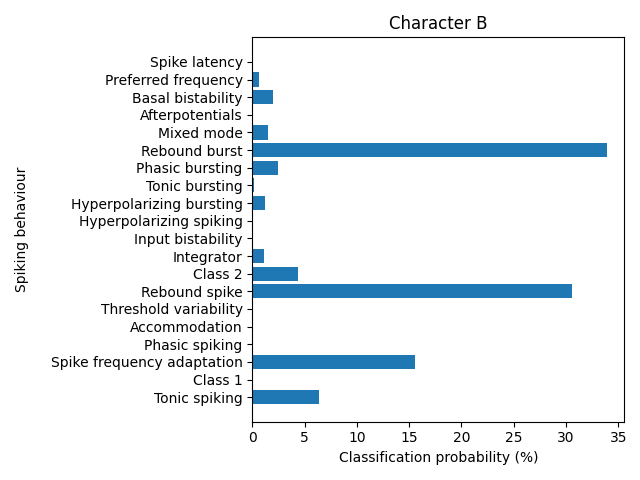 Character B
Spike latency
Preferred frequency
Basal bistability
Afterpotentials
Mixed mode
Rebound burst
Phasic bursting
Tonic bursting
Hyperpolarizing bursting
Hyperpolarizing spiking
Input bistability
Integrator
Class 2
Rebound spike
Threshold variability
Accommodation
Phasic spiking
Spike frequency adaptation
Class 1
Tonic spiking
Spiking behaviour
0 5 10 15 20 25 30 35
Classification probability (%)